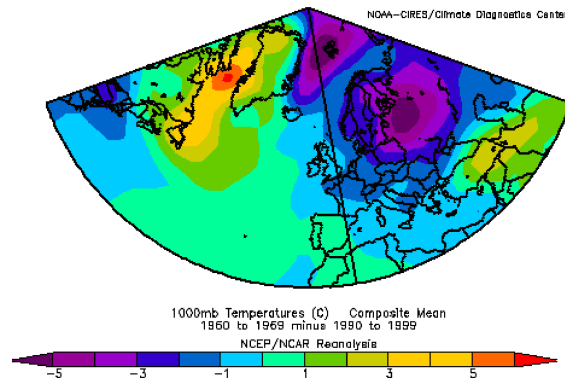 NOAA-CIRES/Climate Diagnostics Center
1000mb Temperatures (C) Composite Mean
1960 to 1969 minus 1990 to 1999
NCEP/NCAR Reanalysis
-5 -3 -1 1 3 5